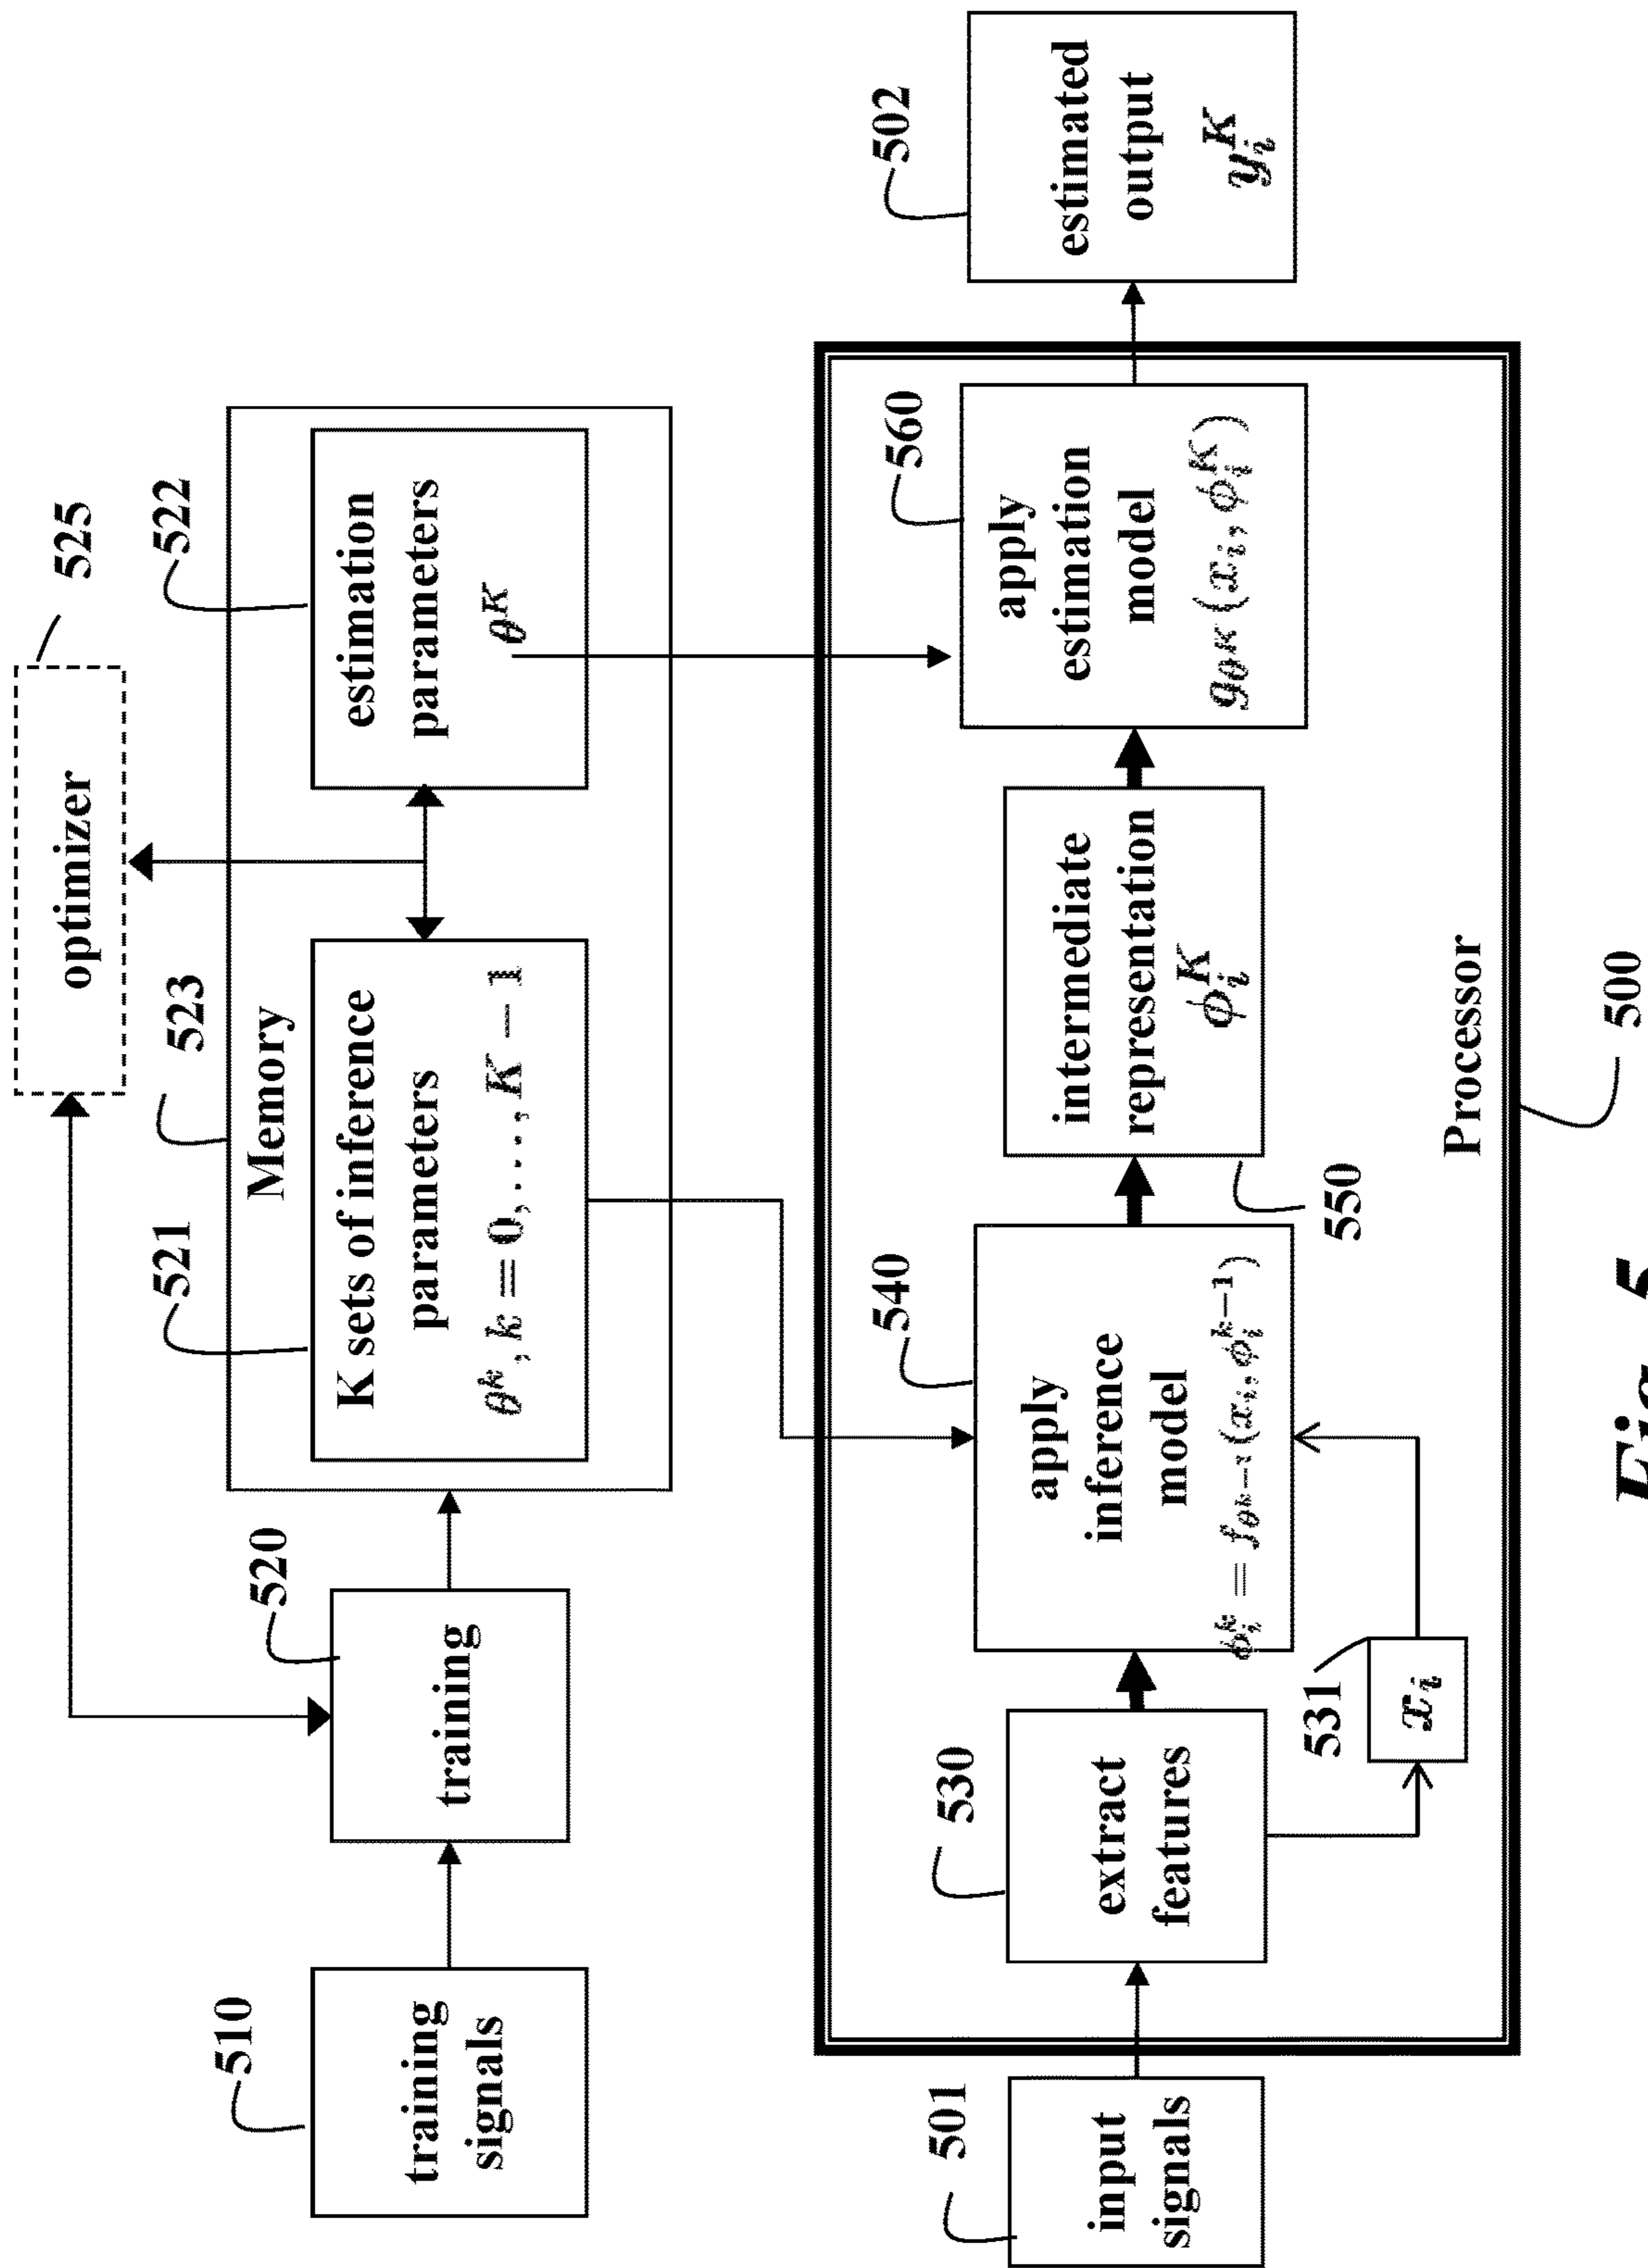 525
optimizer
523
Memory
521
K sets of inference
parameters
θ^k, k = 0, ..., K − 1
522
estimation
parameters
θ^K
510
training
signals
520
training
501
input
signals
530
extract
features
531
x_i
540
apply
inference
model
ϕ_i^k = f_{θ^{k−1}}(x_i, ϕ_i^{k−1})
550
intermediate
representation
ϕ_i^K
560
apply
estimation
model
g_{θ^K}(x_i, ϕ_i^K)
502
estimated
output
y_i^K
Processor
500
Fig. 5